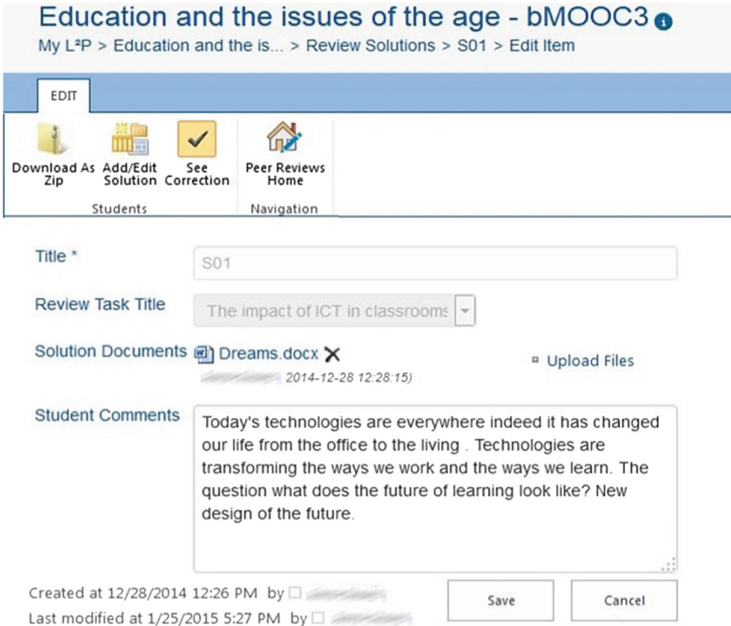 Education and the issues of the age - bMOOC3
My L²P > Education and the is... > Review Solutions > S01 > Edit Item
EDIT
Download As Zip
Add/Edit Solution
See Correction
Peer Reviews Home
Students
Navigation
Title *
S01
Review Task Title
The impact of ICT in classrooms
Solution Documents
Dreams.docx
Upload Files
2014-12-28 12:28:15)
Student Comments
Today's technologies are everywhere indeed it has changed
our life from the office to the living . Technologies are
transforming the ways we work and the ways we learn. The
question what does the future of learning look like? New
design of the future.
Created at 12/28/2014 12:26 PM by
Last modified at 1/25/2015 5:27 PM by
Save
Cancel